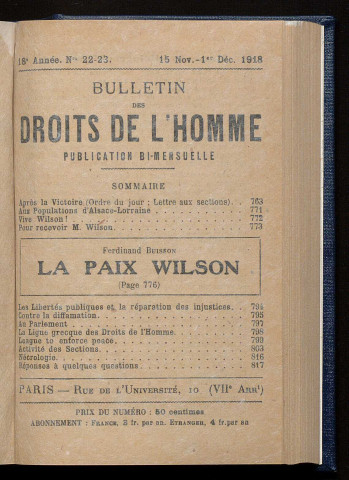 18e Année. Nos 22-23. 15 Nov.-1er Déc. 1918
BULLETIN
DES
DROITS DE L'HOMME
PUBLICATION BI-MENSUELLE
SOMMAIRE
Après la Victoire (Ordre du jour ; Lettre aux sections). 763
Aux Populations d'Alsace-Lorraine 771
Vive Wilson! 772
Pour recevoir M. Wilson. 773
Ferdinand Buisson
LA PAIX WILSON
(Page 776)
Les Libertés publiques et la réparation des injustices. 794
Contre la diffamation. 795
Au Parlement 797
La Ligue grecque des Droits de l'Homme. 798
League to enforce peace. 799
Activité des Sections. 803
Nécrologie. 816
Réponses à quelques questions 817
PARIS — Rue de l'Université, 10 (VIIe Arrt)
PRIX DU NUMÉRO : 50 centimes
ABONNEMENT : France, 3 fr. par an. Etranger, 4 fr. par an